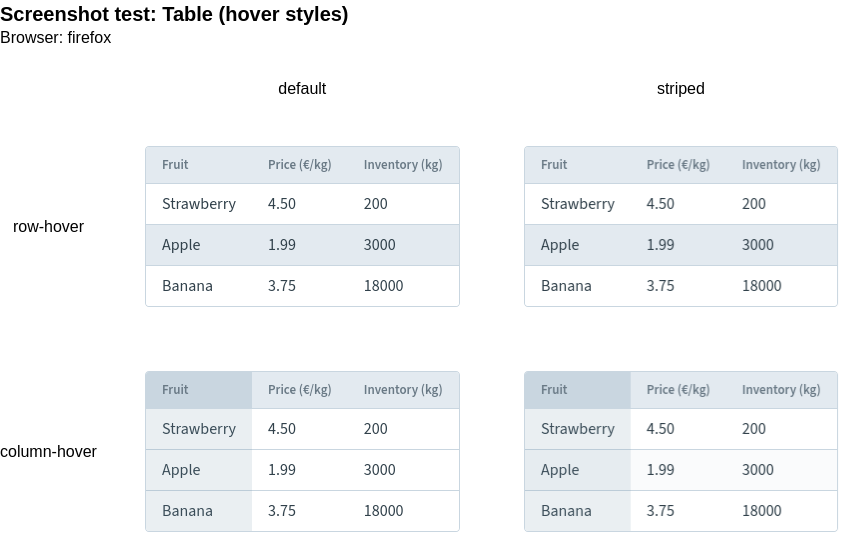 Screenshot test: Table (hover styles)
Browser: firefox
default striped
row-hover
Fruit Price (€/kg) Inventory (kg)
Strawberry 4.50 200
Apple 1.99 3000
Banana 3.75 18000
Fruit Price (€/kg) Inventory (kg)
Strawberry 4.50 200
Apple 1.99 3000
Banana 3.75 18000
column-hover
Fruit Price (€/kg) Inventory (kg)
Strawberry 4.50 200
Apple 1.99 3000
Banana 3.75 18000
Fruit Price (€/kg) Inventory (kg)
Strawberry 4.50 200
Apple 1.99 3000
Banana 3.75 18000